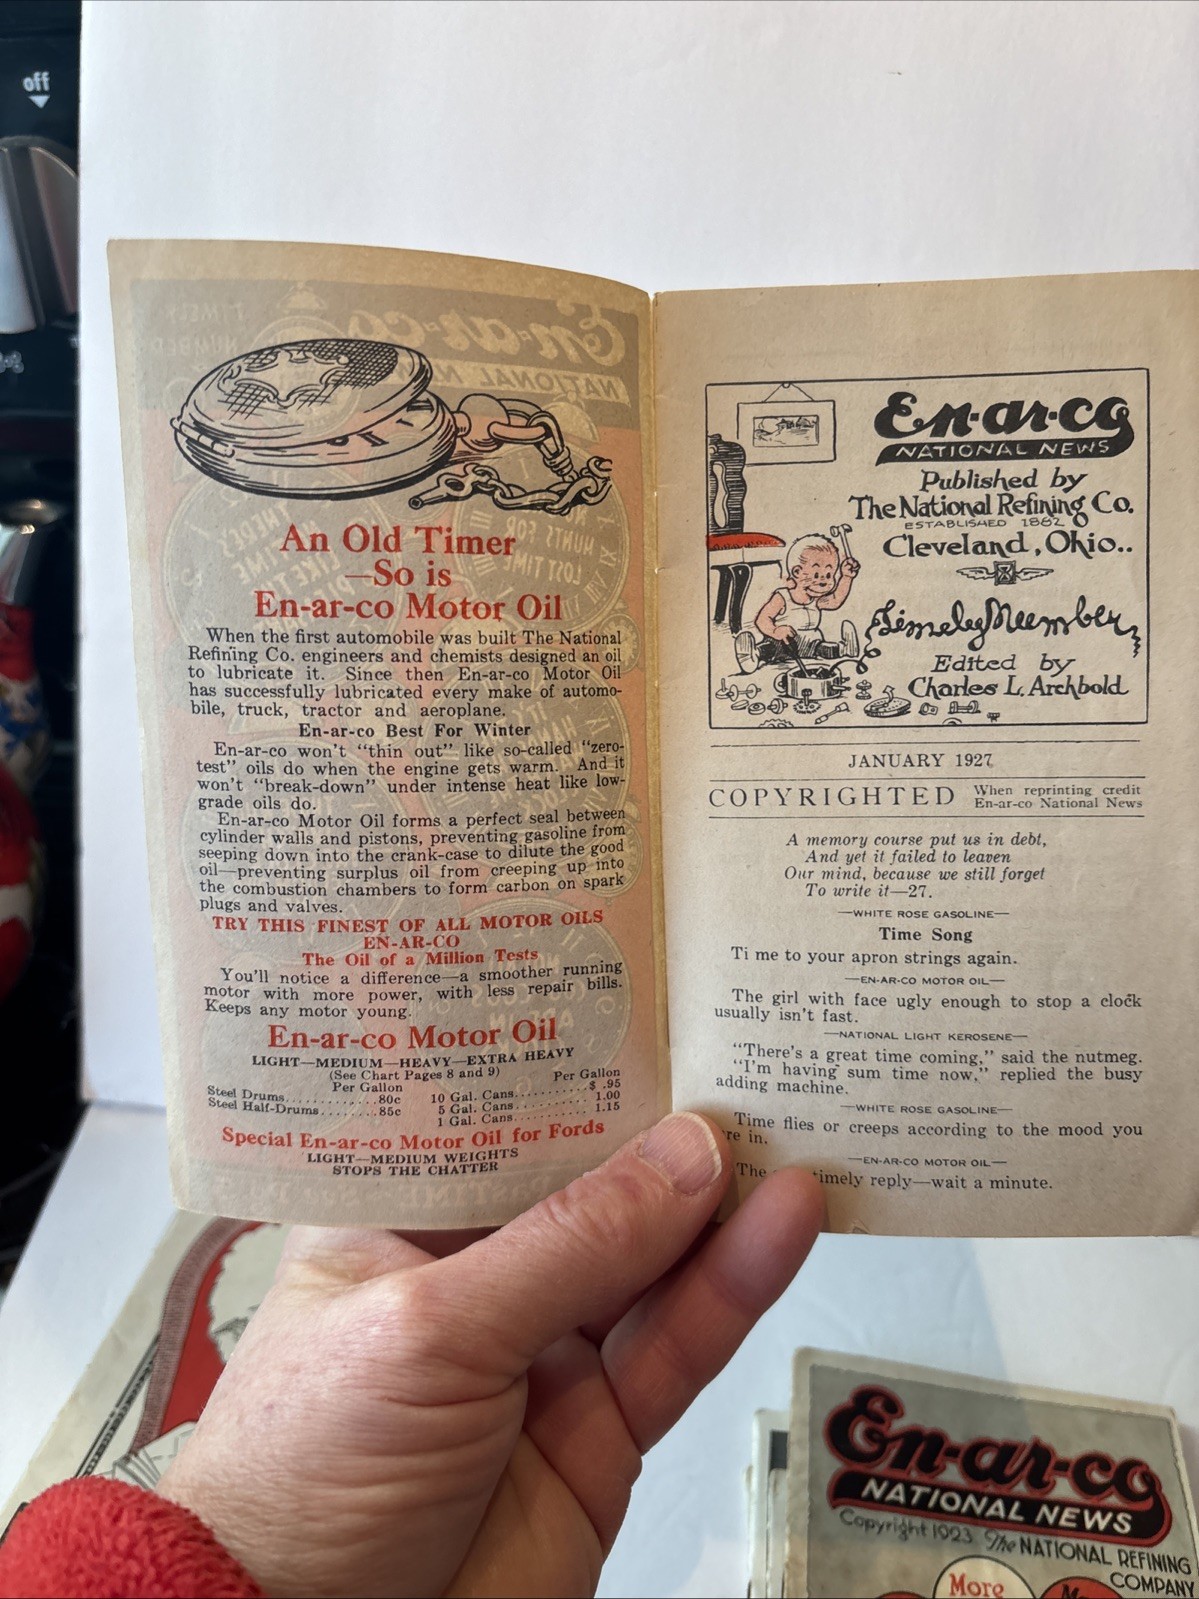 off
An Old Timer
—So is
En-ar-co Motor Oil
When the first automobile was built The National
Refining Co. engineers and chemists designed an oil
to lubricate it. Since then En-ar-co Motor Oil
has successfully lubricated every make of automo-
bile, truck, tractor and aeroplane.
En-ar-co Best For Winter
En-ar-co won't "thin out" like so-called "zero-
test" oils do when the engine gets warm. And it
won't "break-down" under intense heat like low-
grade oils do.
En-ar-co Motor Oil forms a perfect seal between
cylinder walls and pistons, preventing gasoline from
seeping down into the crank-case to dilute the good
oil—preventing surplus oil from creeping up into
the combustion chambers to form carbon on spark
plugs and valves.
TRY THIS FINEST OF ALL MOTOR OILS
EN-AR-CO
The Oil of a Million Tests
You'll notice a difference—a smoother running
motor with more power, with less repair bills.
Keeps any motor young.
En-ar-co Motor Oil
LIGHT—MEDIUM—HEAVY—EXTRA HEAVY
(See Chart Pages 8 and 9)
Per Gallon Per Gallon
Steel Drums............80c 10 Gal. Cans...........$ .95
Steel Half-Drums........85c 5 Gal. Cans........... 1.00
1 Gal. Cans........... 1.15
Special En-ar-co Motor Oil for Fords
LIGHT—MEDIUM WEIGHTS
STOPS THE CHATTER
En-ar-co
NATIONAL NEWS
Published by
The National Refining Co.
ESTABLISHED 1882
Cleveland, Ohio..
Timely Number
Edited by
Charles L. Archbold
JANUARY 1927
COPYRIGHTED When reprinting credit
En-ar-co National News
A memory course put us in debt,
And yet it failed to leaven
Our mind, because we still forget
To write it—27.
—WHITE ROSE GASOLINE—
Time Song
Ti me to your apron strings again.
—EN-AR-CO MOTOR OIL—
The girl with face ugly enough to stop a clock
usually isn't fast.
—NATIONAL LIGHT KEROSENE—
"There's a great time coming," said the nutmeg.
"I'm having sum time now," replied the busy
adding machine.
—WHITE ROSE GASOLINE—
Time flies or creeps according to the mood you
re in.
—EN-AR-CO MOTOR OIL—
The timely reply—wait a minute.
En-ar-co
NATIONAL NEWS
Copyright 1923 The NATIONAL REFINING
COMPANY
More